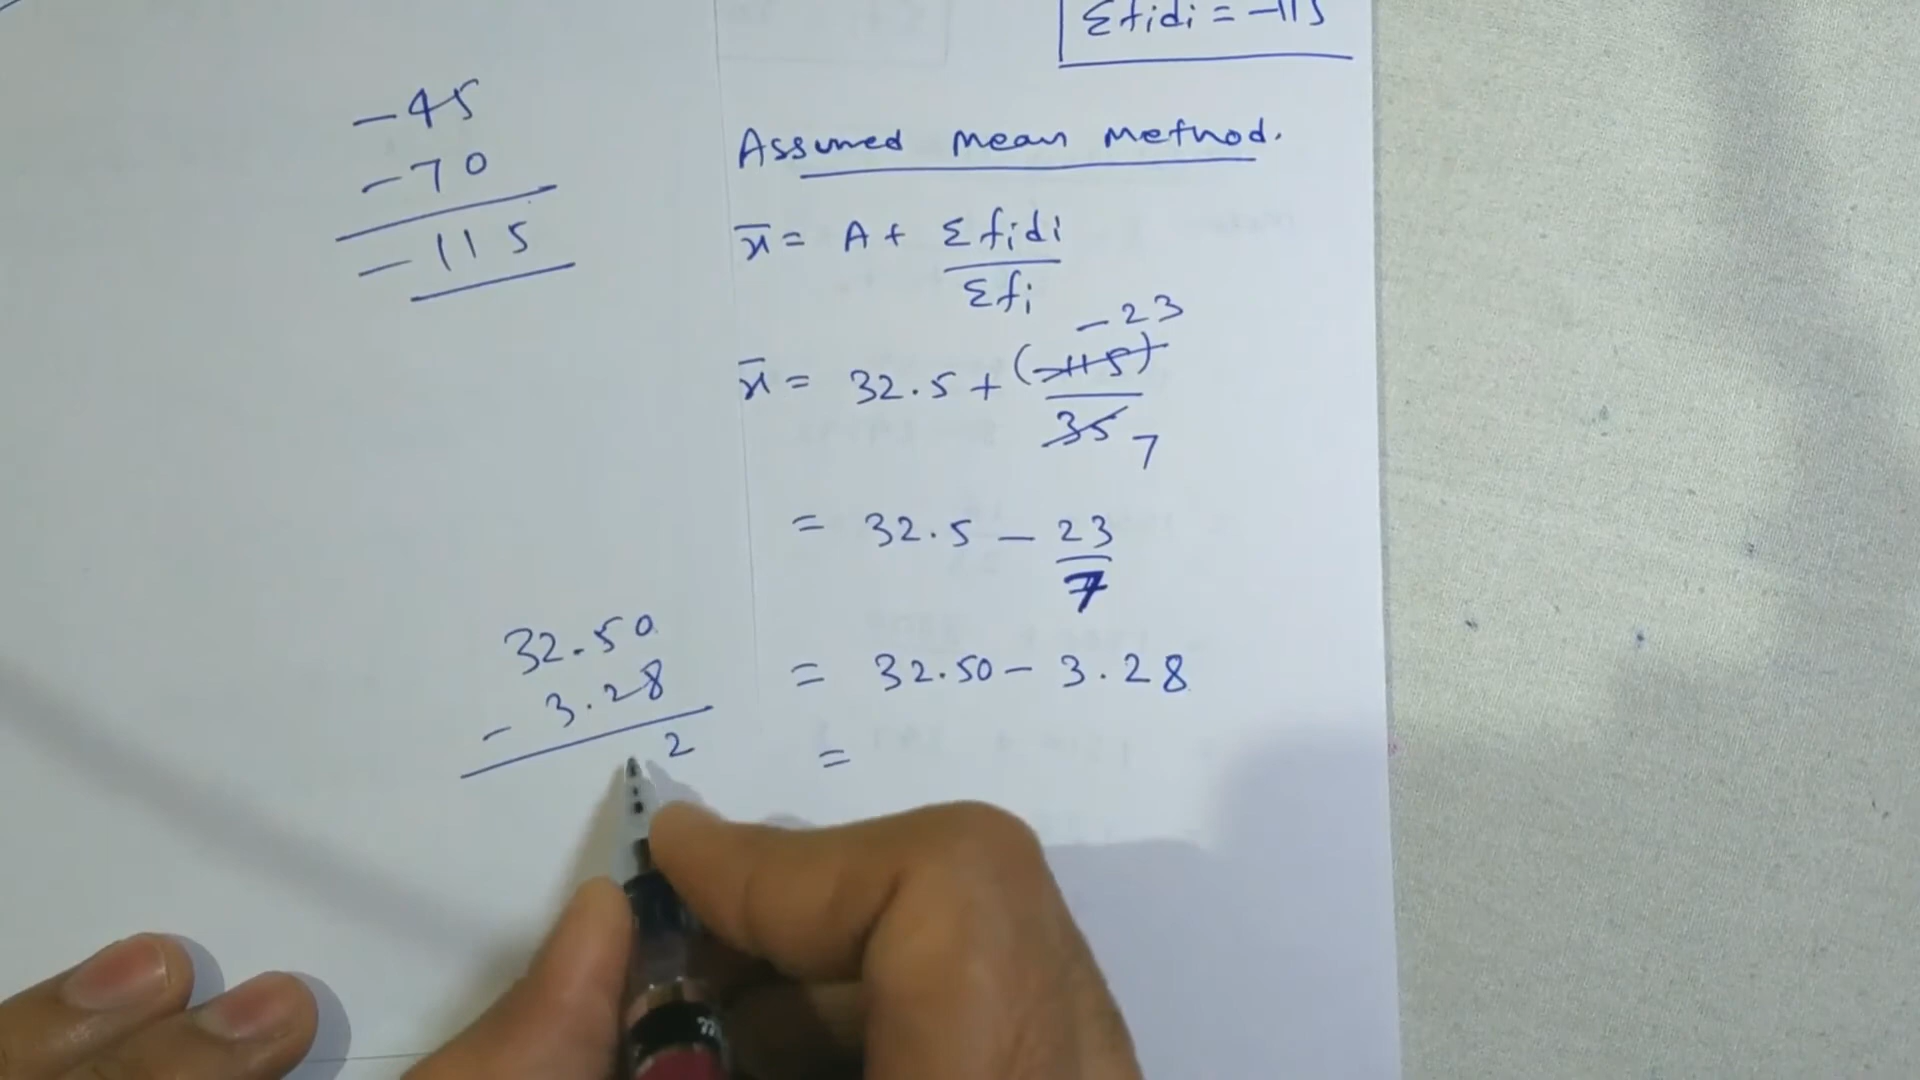 Σfidi = -115
-45
-70
-115
Assumed mean method.
x̄ = A + Σfidi
Σfi
-23
x̄ = 32.5 + (-115)
35 7
= 32.5 - 23
7
32.50
- 3.28
2
= 32.50 - 3.28
=